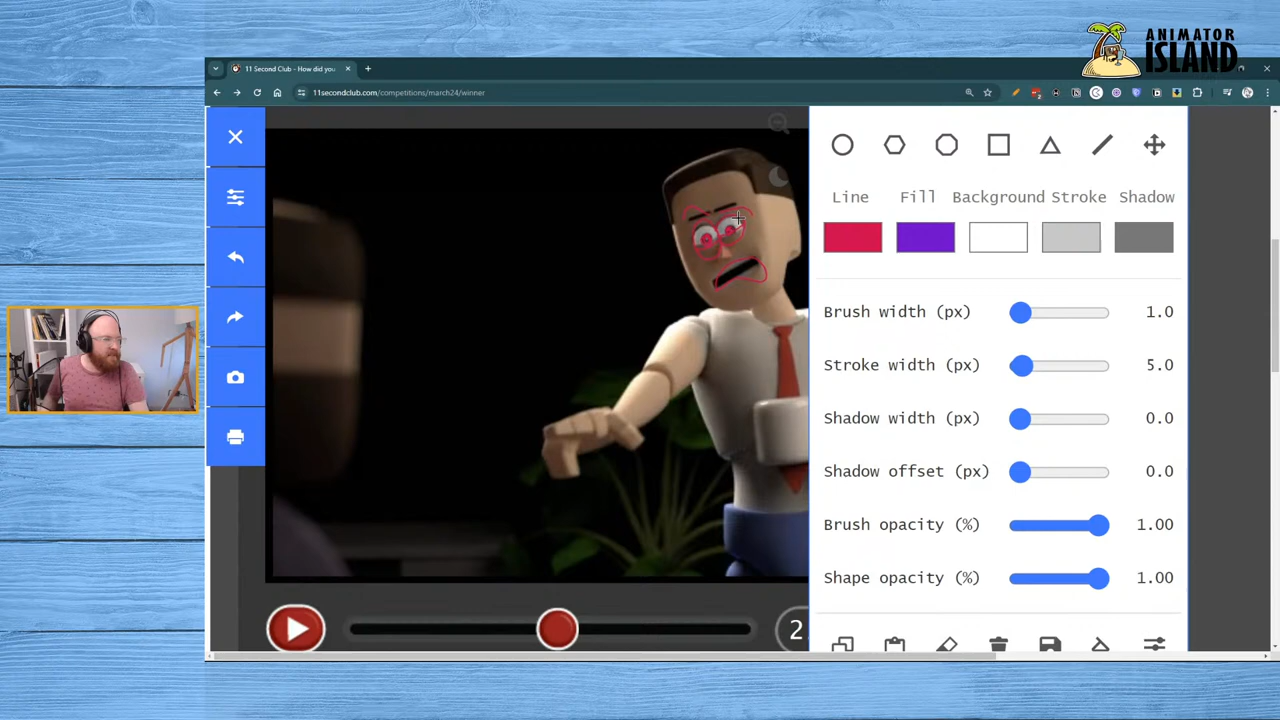 ANIMATOR
ISLAND
11 Second Club - How did you
11secondclub.com/competitions/march24/winner
Line Fill Background Stroke Shadow
Brush width (px) 1.0
Stroke width (px) 5.0
Shadow width (px) 0.0
Shadow offset (px) 0.0
Brush opacity (%) 1.00
Shape opacity (%) 1.00
2